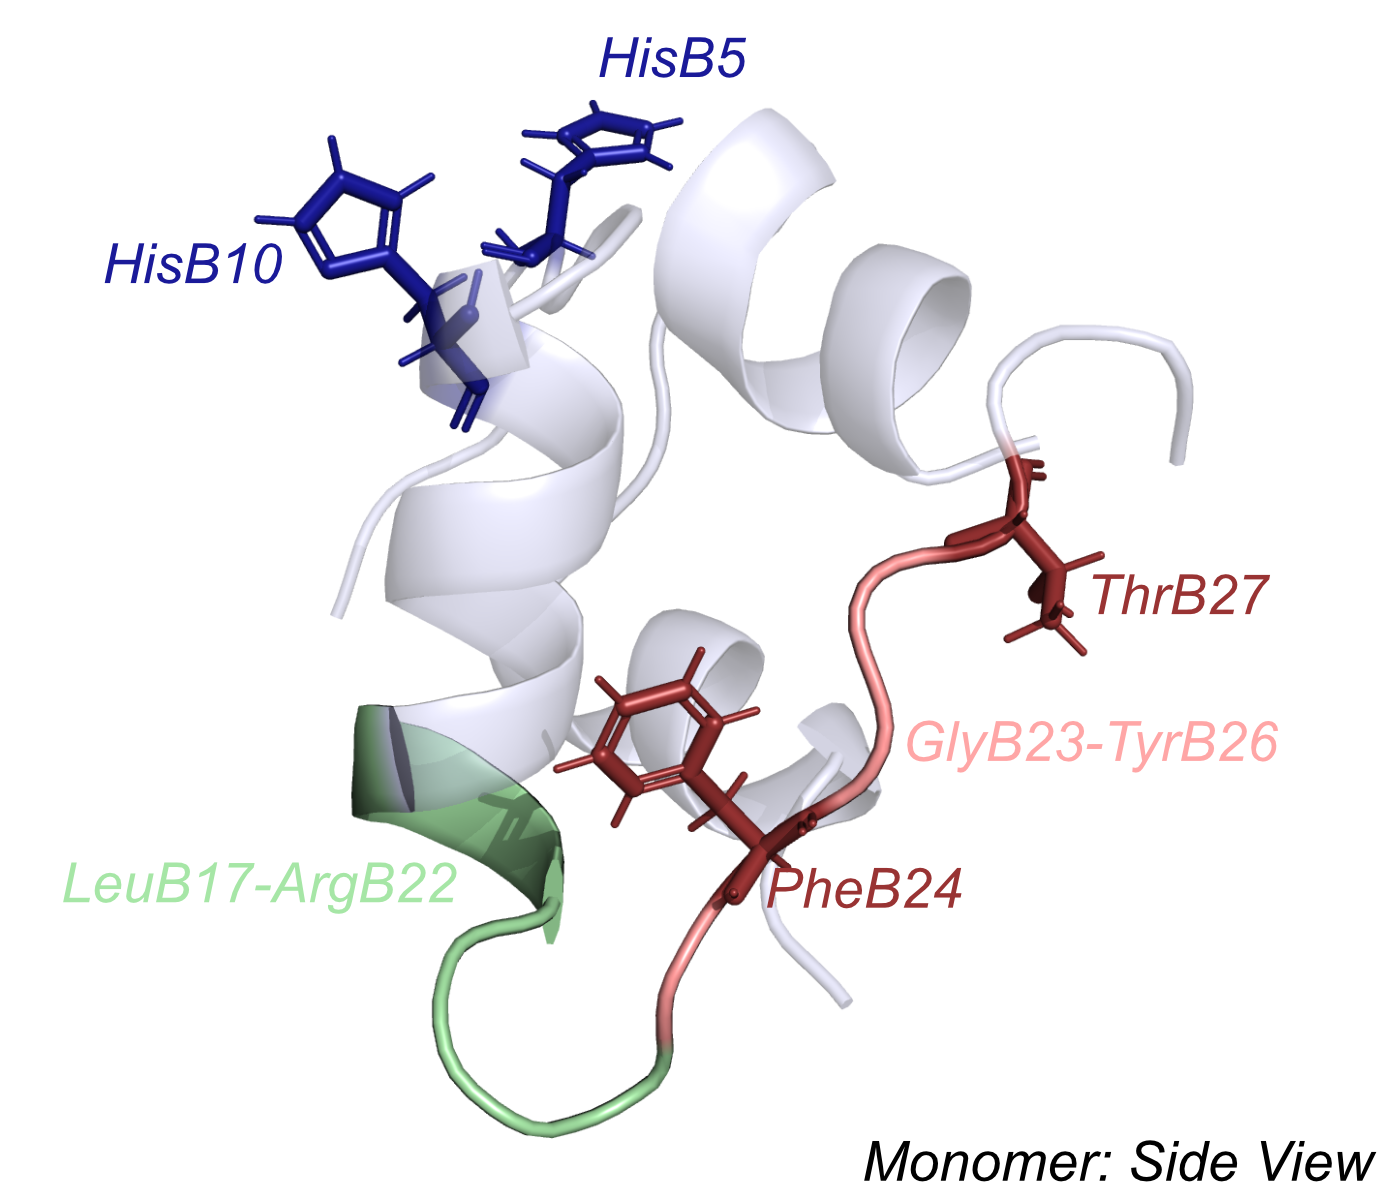 HisB5
HisB10
ThrB27
GlyB23-TyrB26
LeuB17-ArgB22
PheB24
Monomer: Side View